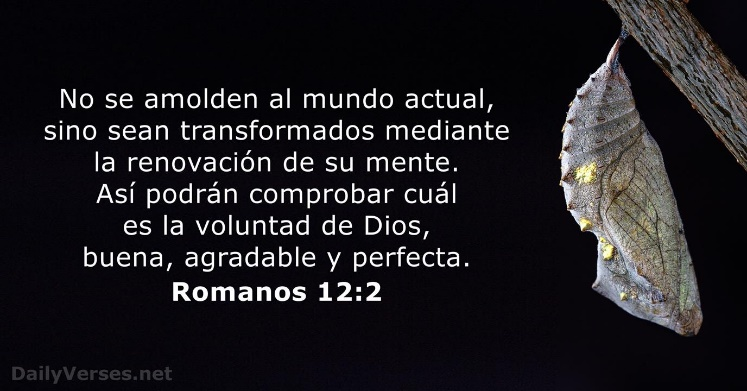 No se amolden al mundo actual,
sino sean transformados mediante
la renovación de su mente.
Así podrán comprobar cuál
es la voluntad de Dios,
buena, agradable y perfecta.
Romanos 12:2
DailyVerses.net